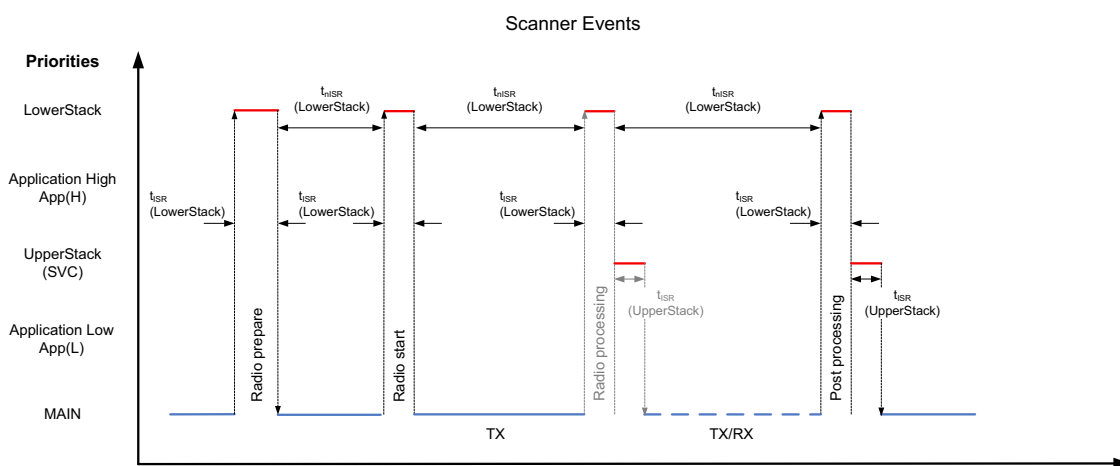 Scanner Events
Priorities
LowerStack
tnISR
(LowerStack)
tnISR
(LowerStack)
tnISR
(LowerStack)
Application High
App(H)
tISR
(LowerStack)
tISR
(LowerStack)
tISR
(LowerStack)
tISR
(LowerStack)
UpperStack
(SVC)
tISR
(UpperStack)
tISR
(UpperStack)
Application Low
App(L)
Radio prepare
Radio start
Radio processing
Post processing
MAIN
TX
TX/RX